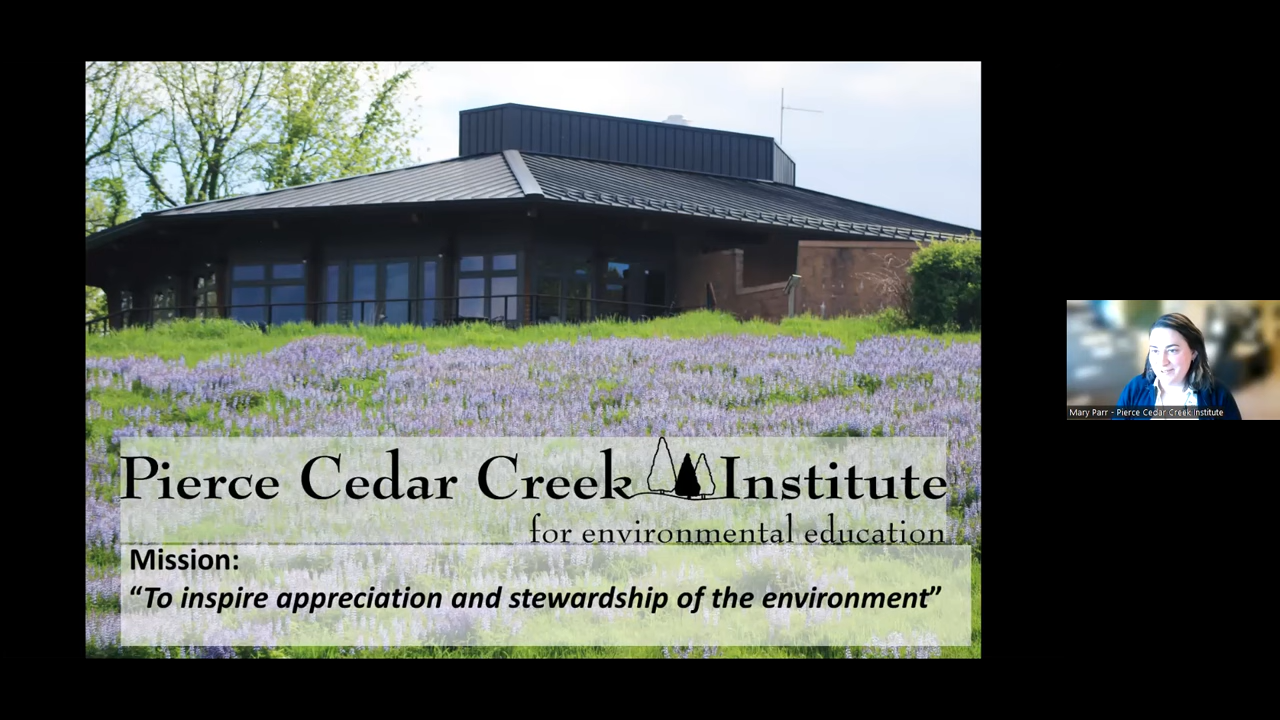 Pierce Cedar Creek Institute
for environmental education
Mission:
“To inspire appreciation and stewardship of the environment”
Mary Parr - Pierce Cedar Creek Institute